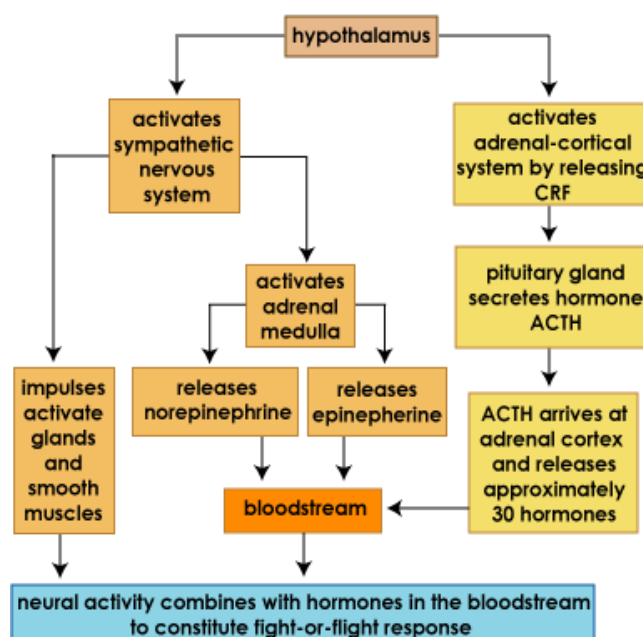 hypothalamus
activates
sympathetic
nervous
system
activates
adrenal-cortical
system by releasing
CRF
activates
adrenal
medulla
pituitary gland
secretes hormone
ACTH
impulses
activate
glands
and
smooth
muscles
releases
norepinephrine
releases
epinepherine
ACTH arrives at
adrenal cortex
and releases
approximately
30 hormones
bloodstream
neural activity combines with hormones in the bloodstream
to constitute fight-or-flight response